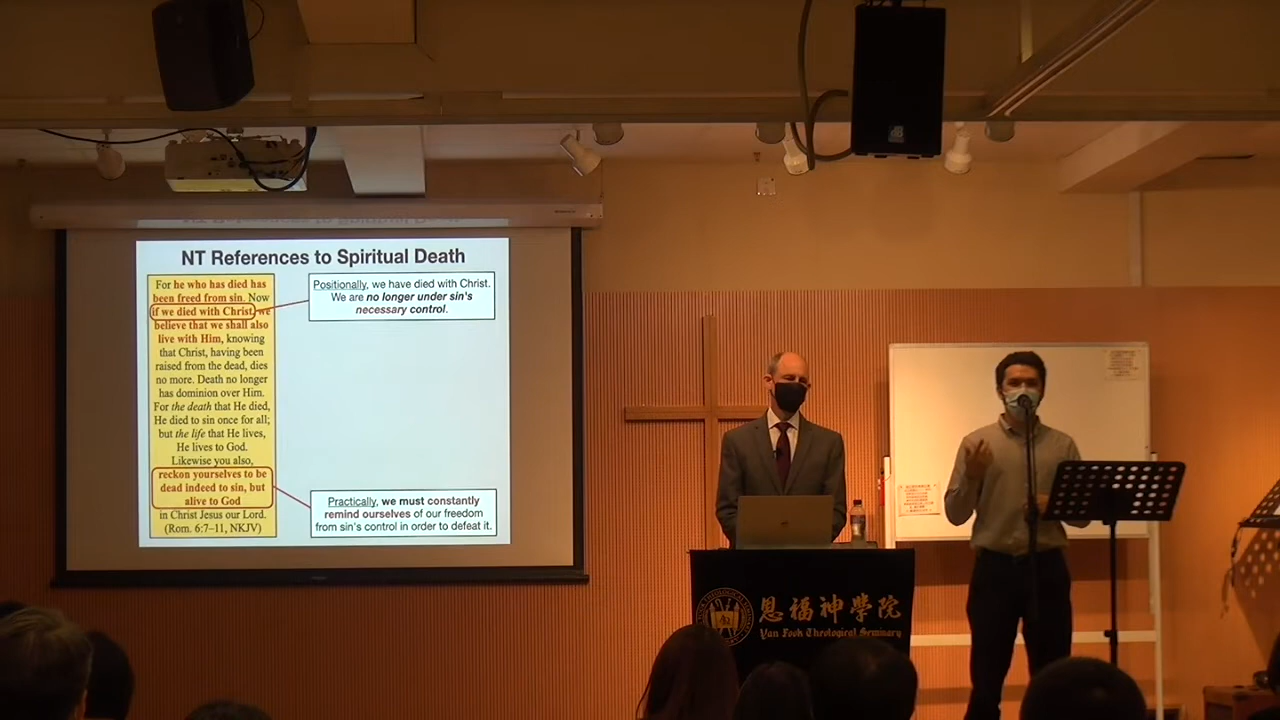 NT References to Spiritual Death
For he who has died has
been freed from sin. Now
if we died with Christ, we
believe that we shall also
live with Him, knowing
that Christ, having been
raised from the dead, dies
no more. Death no longer
has dominion over Him.
For the death that He died,
He died to sin once for all;
but the life that He lives,
He lives to God.
Likewise you also,
reckon yourselves to be
dead indeed to sin, but
alive to God
in Christ Jesus our Lord.
(Rom. 6:7–11, NKJV)
Positionally, we have died with Christ.
We are no longer under sin's
necessary control.
Practically, we must constantly
remind ourselves of our freedom
from sin's control in order to defeat it.
恩福神學院
Yan Fook Theological Seminary